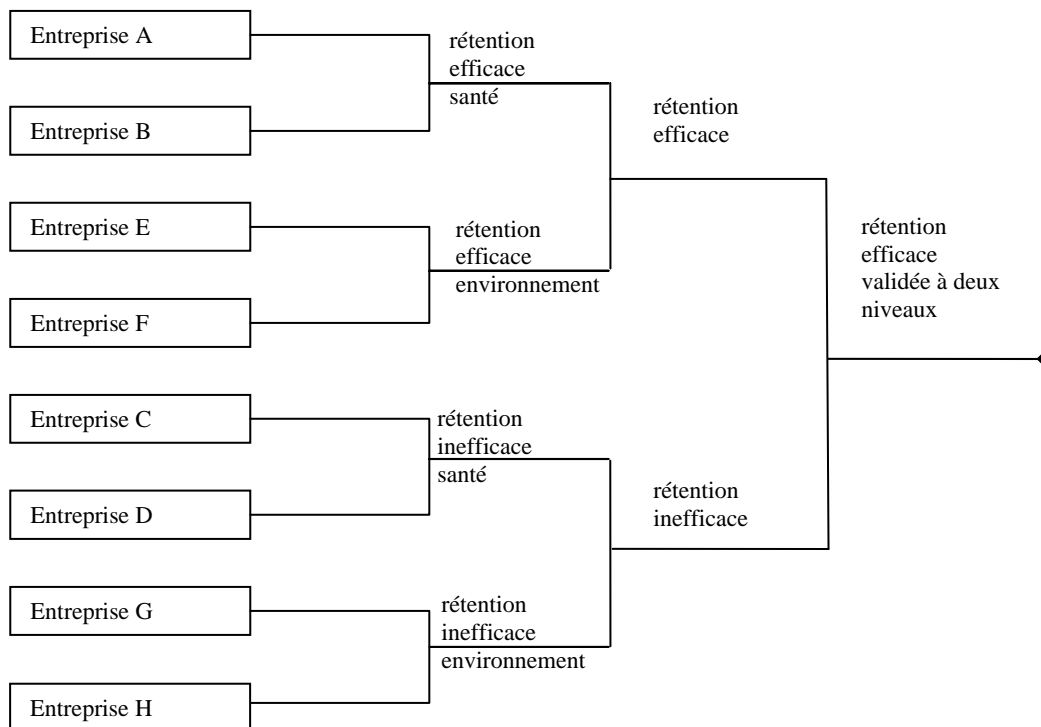 Entreprise A
Entreprise B
rétention
efficace
santé
Entreprise E
Entreprise F
rétention
efficace
environnement
rétention
efficace
Entreprise C
Entreprise D
rétention
inefficace
santé
Entreprise G
Entreprise H
rétention
inefficace
environnement
rétention
inefficace
rétention
efficace
validée à deux
niveaux